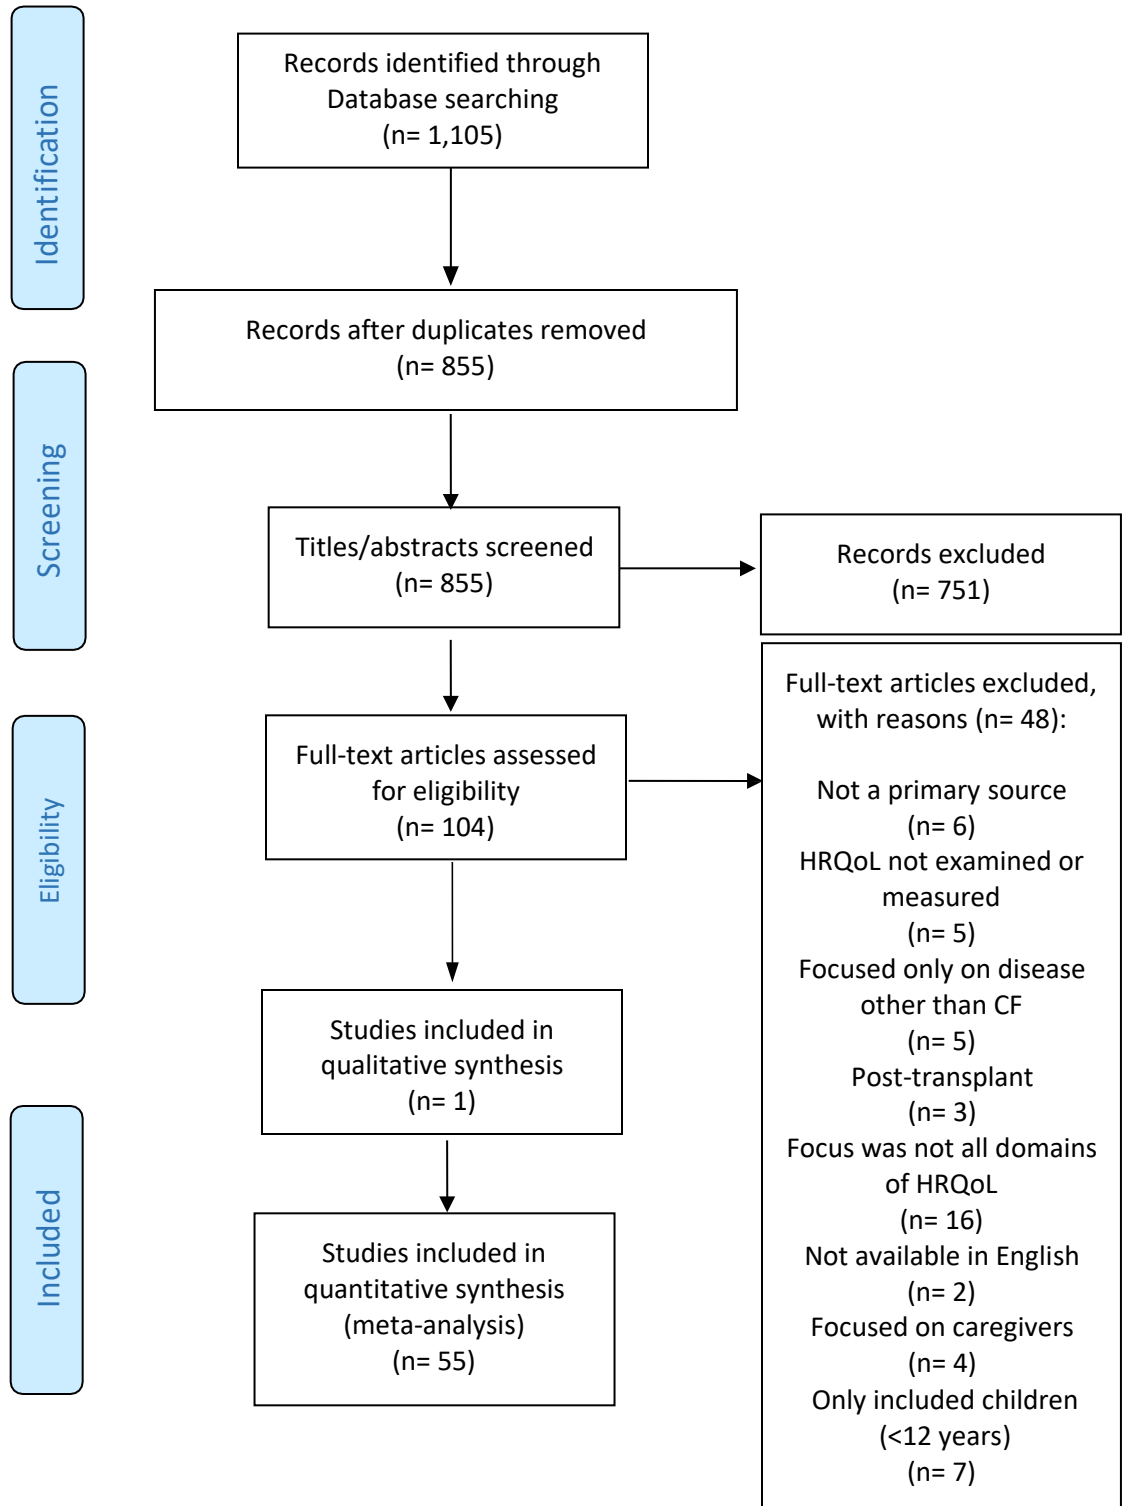 Identification
Records identified through
Database searching
(n= 1,105)
Records after duplicates removed
(n= 855)
Screening
Titles/abstracts screened
(n= 855)
Records excluded
(n= 751)
Eligibility
Full-text articles assessed
for eligibility
(n= 104)
Full-text articles excluded,
with reasons (n= 48):
Not a primary source
(n= 6)
HRQoL not examined or
measured
(n= 5)
Focused only on disease
other than CF
(n= 5)
Post-transplant
(n= 3)
Focus was not all domains
of HRQoL
(n= 16)
Not available in English
(n= 2)
Focused on caregivers
(n= 4)
Only included children
(<12 years)
(n= 7)
Studies included in
qualitative synthesis
(n= 1)
Included
Studies included in
quantitative synthesis
(meta-analysis)
(n= 55)